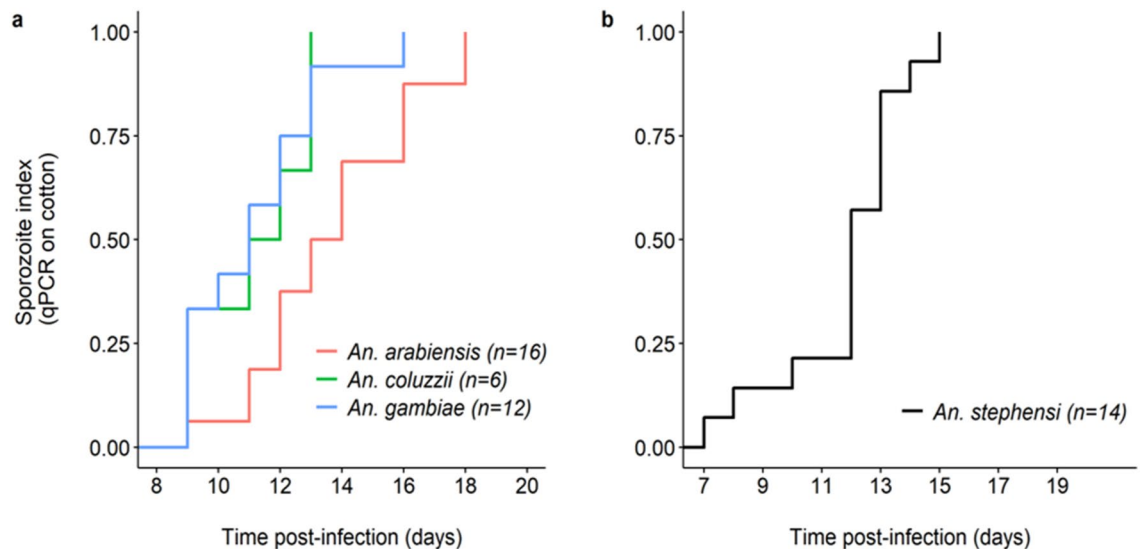 a
1.00
0.75
0.50
0.25
0.00
Sporozoite index
(qPCR on cotton)
An. arabiensis (n=16)
An. coluzzii (n=6)
An. gambiae (n=12)
8 10 12 14 16 18 20
Time post-infection (days)
b
1.00
0.75
0.50
0.25
0.00
An. stephensi (n=14)
7 9 11 13 15 17 19
Time post-infection (days)